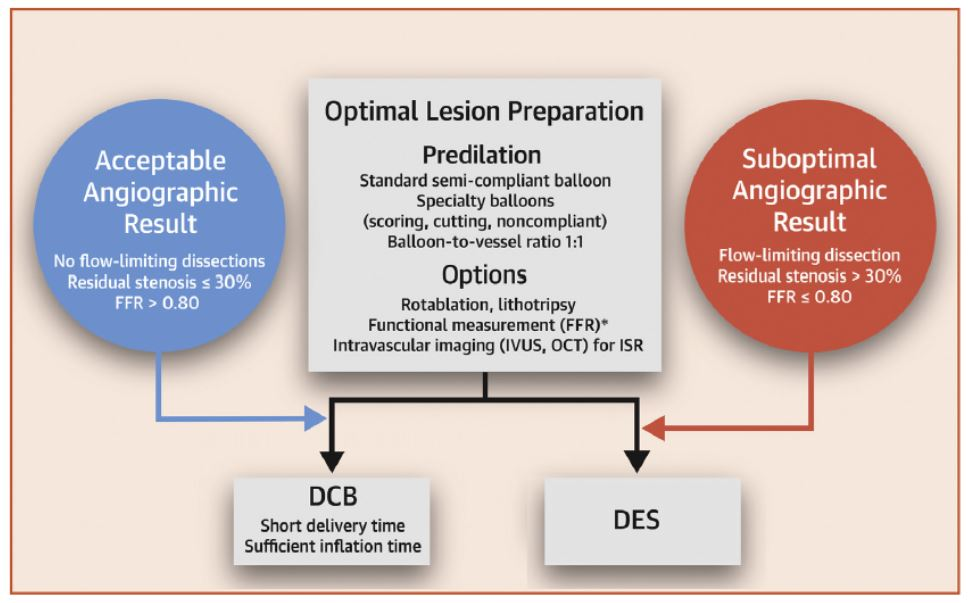 Optimal Lesion Preparation
Predilation
Standard semi-compliant balloon
Specialty balloons
(scoring, cutting, noncompliant)
Balloon-to-vessel ratio 1:1
Options
Rotablation, lithotripsy
Functional measurement (FFR)*
Intravascular imaging (IVUS, OCT) for ISR
Acceptable
Angiographic
Result
No flow-limiting dissections
Residual stenosis ≤ 30%
FFR > 0.80
Suboptimal
Angiographic
Result
Flow-limiting dissection
Residual stenosis > 30%
FFR ≤ 0.80
DCB
Short delivery time
Sufficient inflation time
DES